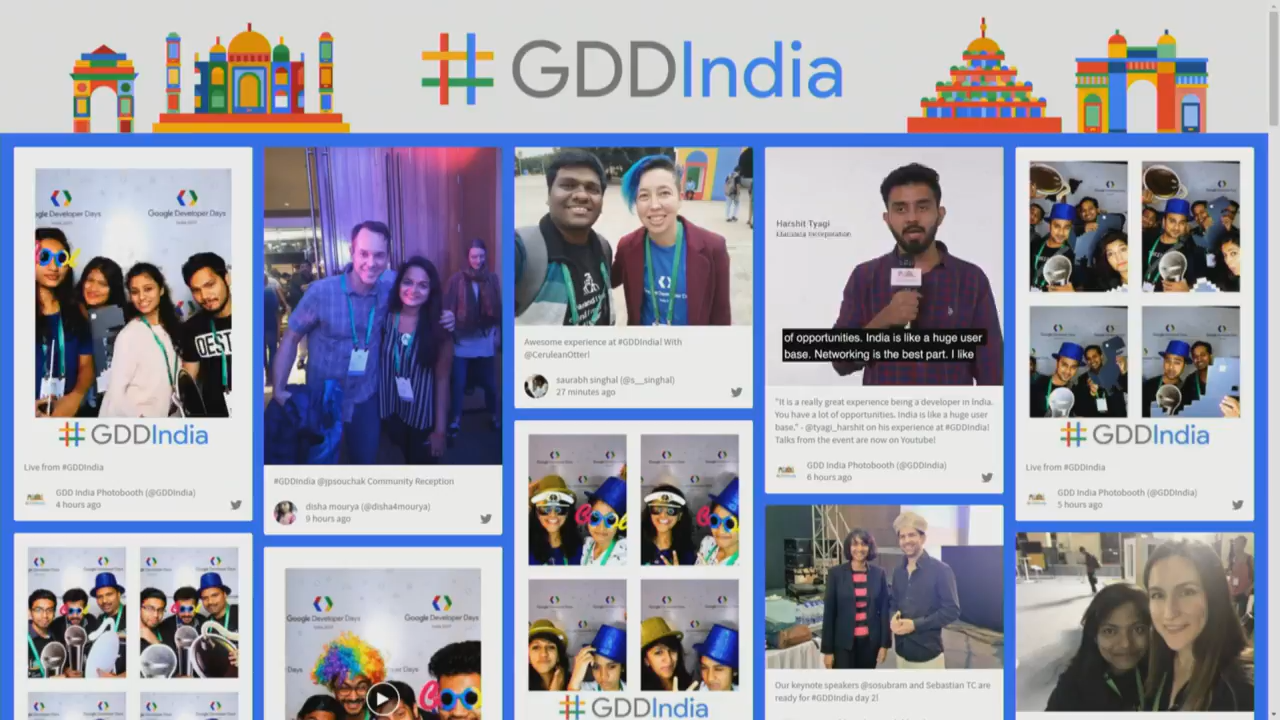 #GDDIndia
Google Developer Days
Google Developer Days
OEST
#GDDIndia
Live from #GDDIndia
GDD India Photobooth (@GDDIndia)
4 hours ago
#GDDIndia @jpsouchak Community Reception
disha mourya (@disha4mourya)
9 hours ago
Google Developer Days
Awesome experience at #GDDIndia! With
@CeruleanOtter!
saurabh singhal (@s__singhal)
27 minutes ago
#GDDIndia
Harshit Tyagi
of opportunities. India is like a huge user
base. Networking is the best part. I like
"It is a really great experience being a developer in India.
You have a lot of opportunities. India is like a huge user
base." - @tyagi_harshit on his experience at #GDDIndia!
Talks from the event are now on Youtube!
GDD India Photobooth (@GDDIndia)
6 hours ago
Our keynote speakers @sosubram and Sebastian TC are
ready for #GDDIndia day 2!
#GDDIndia
Live from #GDDIndia
GDD India Photobooth (@GDDIndia)
5 hours ago